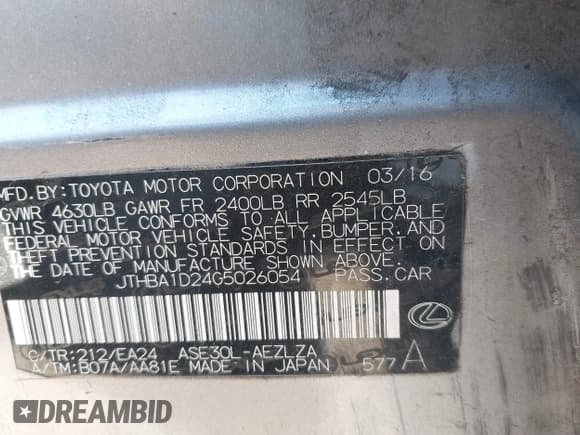 MFD. BY: TOYOTA MOTOR CORPORATION 03/16
GVWR 4630LB GAWR FR 2400LB RR 2545LB
THIS VEHICLE CONFORMS TO ALL APPLICABLE
FEDERAL MOTOR VEHICLE SAFETY, BUMPER, AND
THEFT PREVENTION STANDARDS IN EFFECT ON
THE DATE OF MANUFACTURE SHOWN ABOVE.
JTHBA1D24G5026054 PASS. CAR
C/TR: 212/EA24 ASE30L-AEZLZA
A/TM: B07A/AA81E MADE IN JAPAN 577 A
DREAMBID